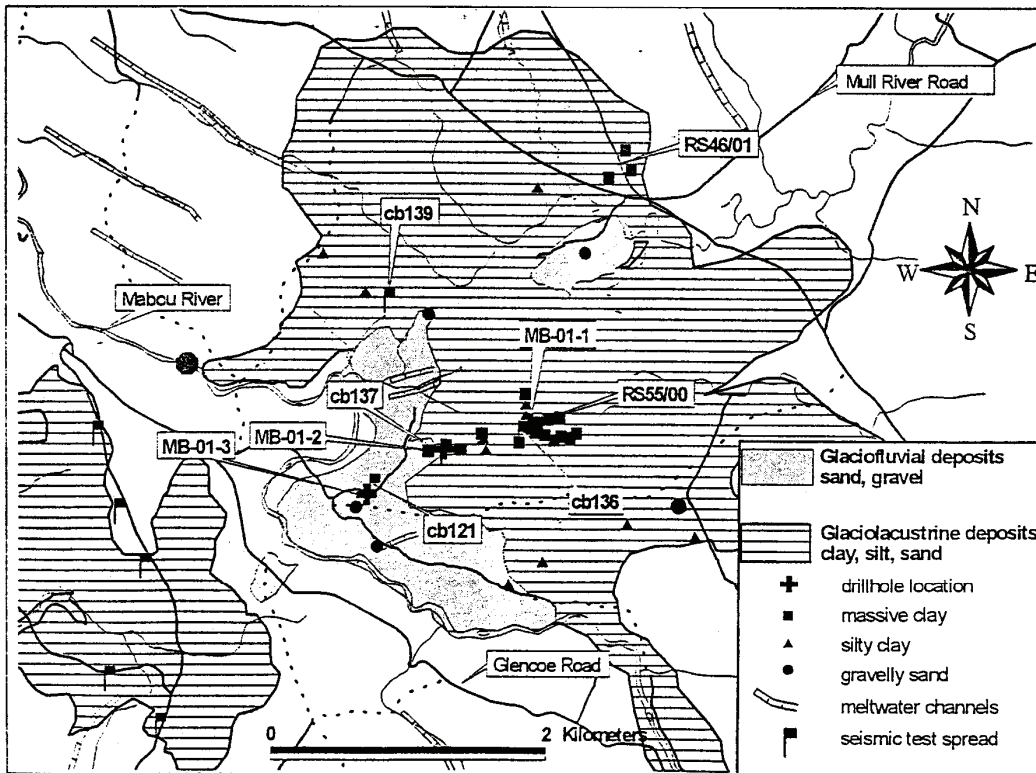 Mull River Road
RS46/01
cb139
N
W
E
S
Mabou River
MB-01-1
cb137
RS55/00
MB-01-2
MB-01-3
Glaciofluvial deposits
sand, gravel
cb136
cb121
Glaciolacustrine deposits
clay, silt, sand
drillhole location
massive clay
silty clay
Glencoe Road
gravelly sand
meltwater channels
0
2 Kilometers
seismic test spread